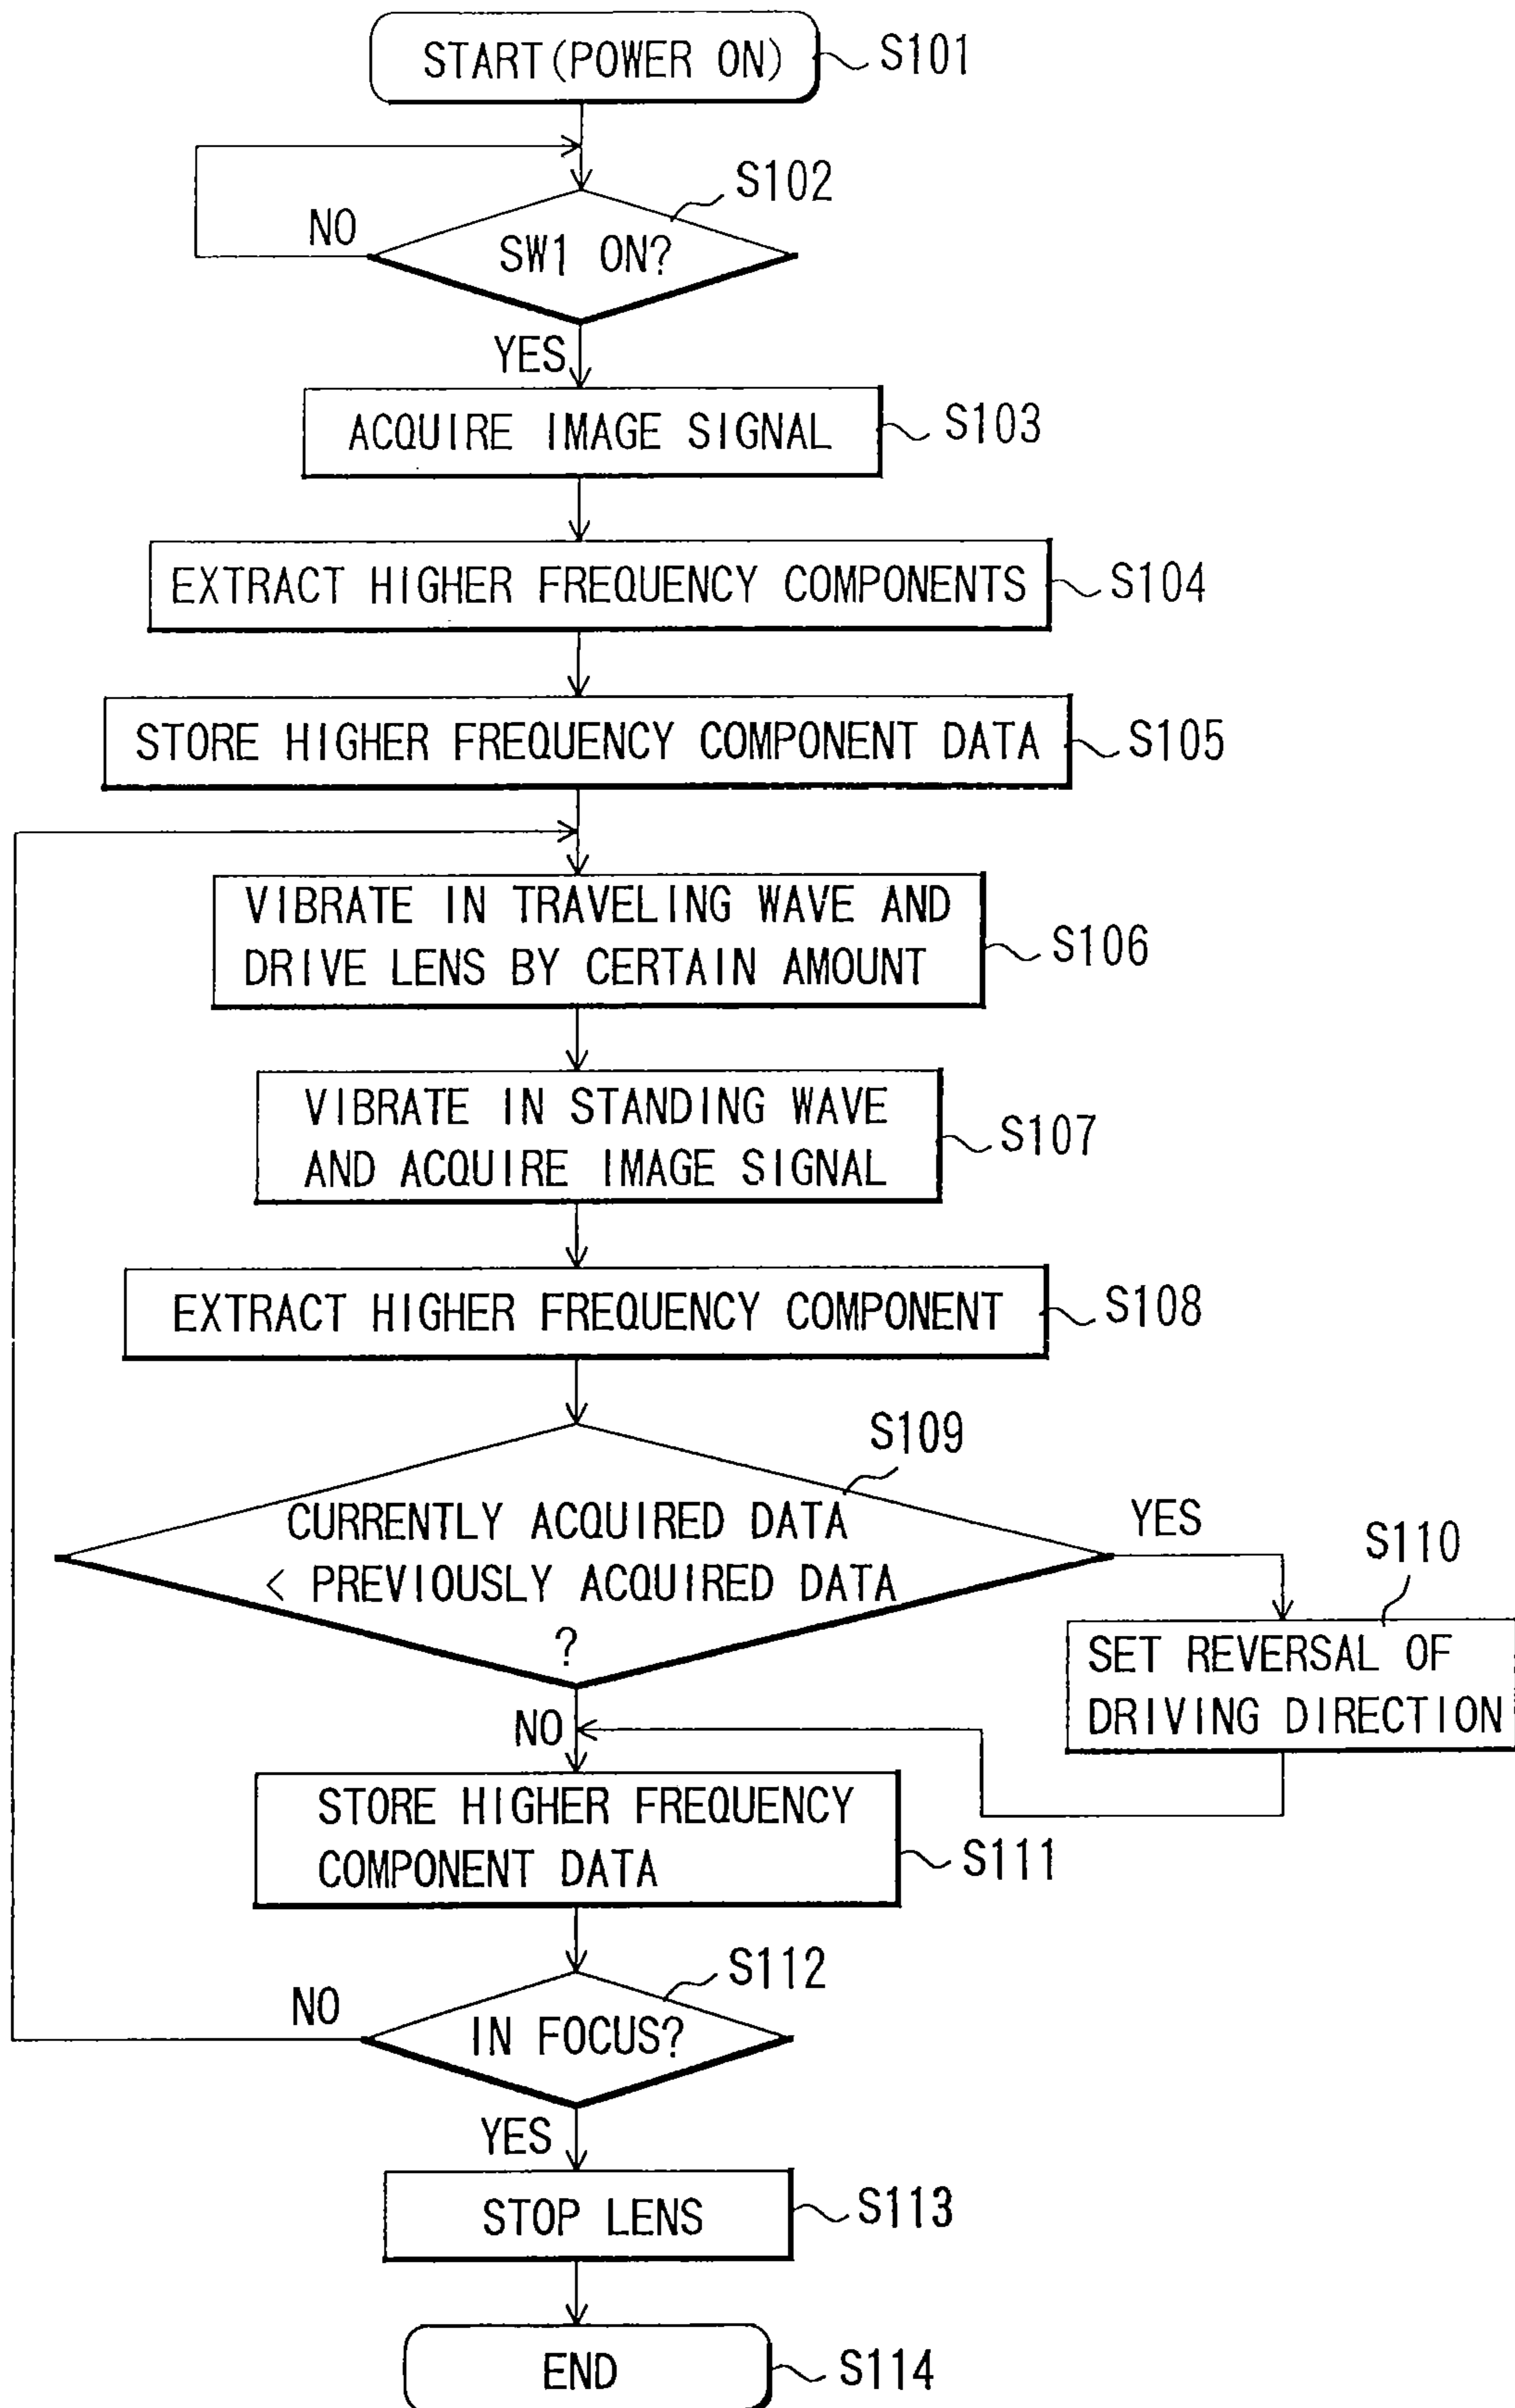 START(POWER ON)
S101
S102
NO
SW1 ON?
YES
ACQUIRE IMAGE SIGNAL
S103
EXTRACT HIGHER FREQUENCY COMPONENTS
S104
STORE HIGHER FREQUENCY COMPONENT DATA
S105
VIBRATE IN TRAVELING WAVE AND
DRIVE LENS BY CERTAIN AMOUNT
S106
VIBRATE IN STANDING WAVE
AND ACQUIRE IMAGE SIGNAL
S107
EXTRACT HIGHER FREQUENCY COMPONENT
S108
S109
CURRENTLY ACQUIRED DATA
< PREVIOUSLY ACQUIRED DATA
?
YES
S110
SET REVERSAL OF
DRIVING DIRECTION
NO
STORE HIGHER FREQUENCY
COMPONENT DATA
S111
S112
NO
IN FOCUS?
YES
STOP LENS
S113
END
S114